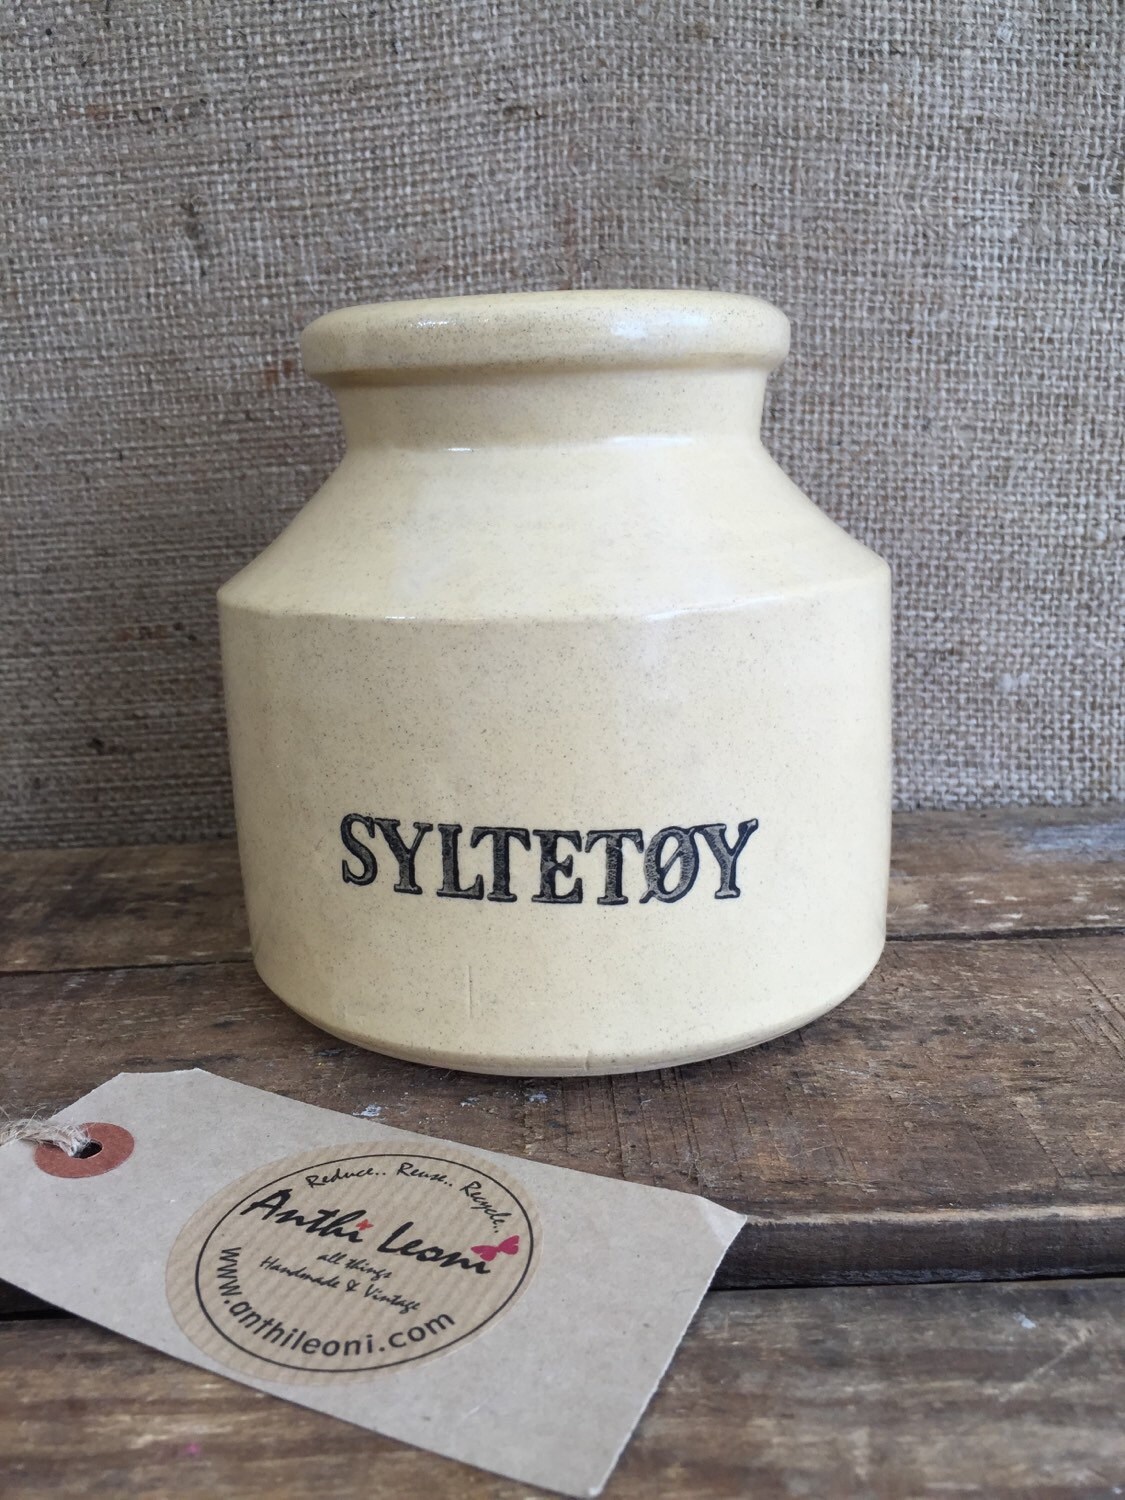 SYLTETØY
Reduce.. Reuse.. Recycle..
Anthi Leoni
all things
Handmade & Vintage
www.anthileoni.com